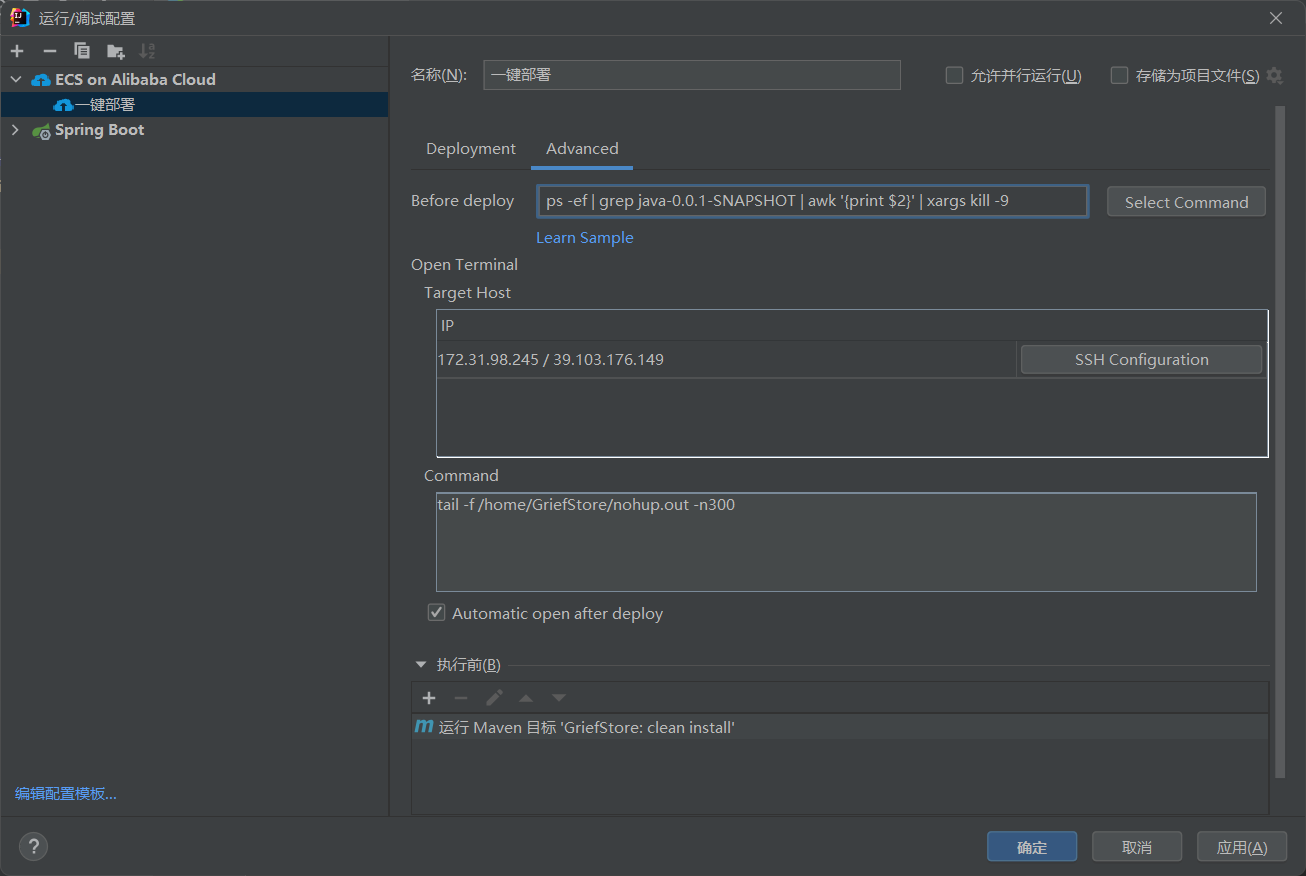 运行/调试配置
ECS on Alibaba Cloud
一键部署
Spring Boot
编辑配置模板...
名称(N): 一键部署 允许并行运行(U) 存储为项目文件(S)
Deployment Advanced
Before deploy ps -ef | grep java-0.0.1-SNAPSHOT | awk '{print $2}' | xargs kill -9 Select Command
Learn Sample
Open Terminal
Target Host
IP
172.31.98.245 / 39.103.176.149 SSH Configuration
Command
tail -f /home/GriefStore/nohup.out -n300
Automatic open after deploy
执行前(B)
m 运行 Maven 目标 'GriefStore: clean install'
? 确定 取消 应用(A)